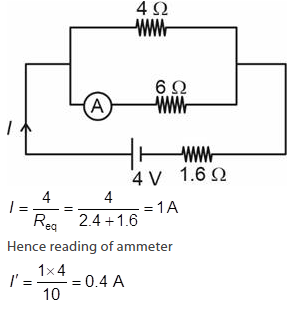 4 Ω
6 Ω
A
I
4 V 1.6 Ω
I = 4/R_eq = 4/(2.4 + 1.6) = 1 A
Hence reading of ammeter
I′ = (1×4)/10 = 0.4 A